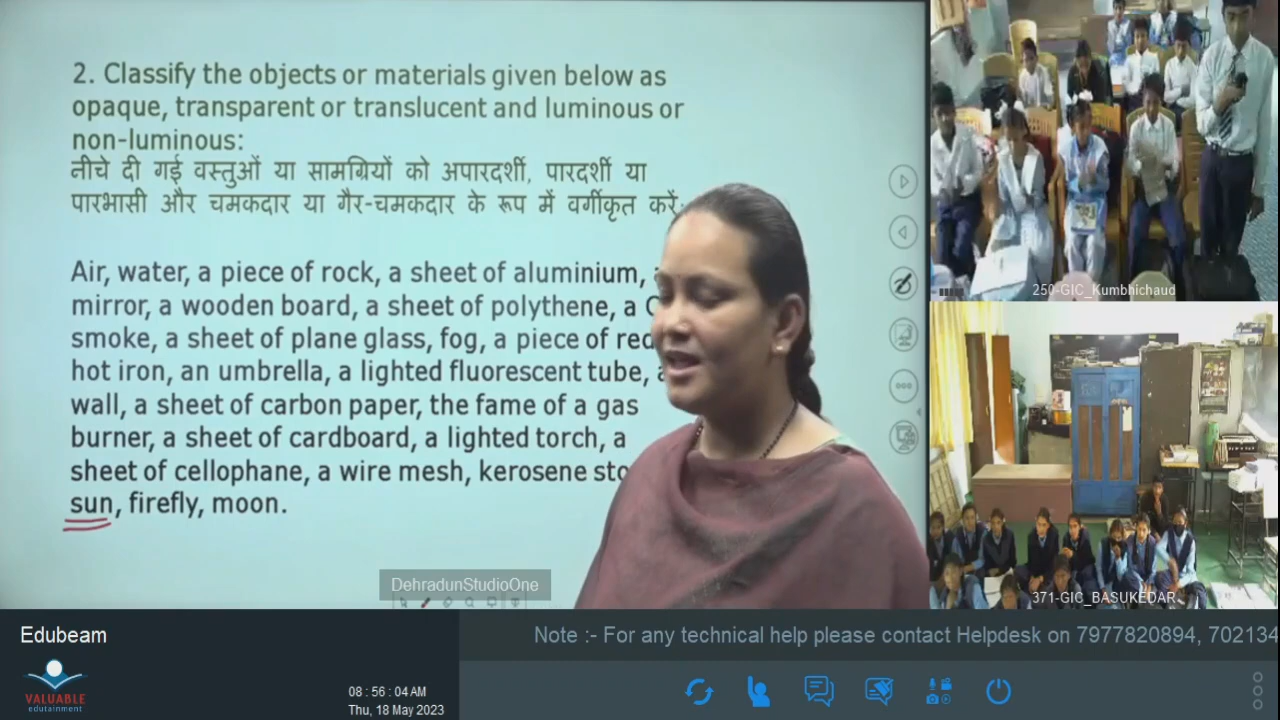 2. Classify the objects or materials given below as
opaque, transparent or translucent and luminous or
non-luminous:
नीचे दी गई वस्तुओं या सामग्रियों को अपारदर्शी, पारदर्शी या
पारभासी और चमकदार या गैर-चमकदार के रूप में वर्गीकृत करें:
Air, water, a piece of rock, a sheet of aluminium,
mirror, a wooden board, a sheet of polythene, a
smoke, a sheet of plane glass, fog, a piece of
hot iron, an umbrella, a lighted fluorescent tube,
wall, a sheet of carbon paper, the fame of a gas
burner, a sheet of cardboard, a lighted torch, a
sheet of cellophane, a wire mesh, kerosene
sun, firefly, moon.
DehradunStudioOne
250-GIC_Kumbhichaud
371-GIC_BASUKEDAR
Edubeam
Note :- For any technical help please contact Helpdesk on 7977820894, 702134
VALUABLE
edutainment
08 : 56 : 04 AM
Thu, 18 May 2023